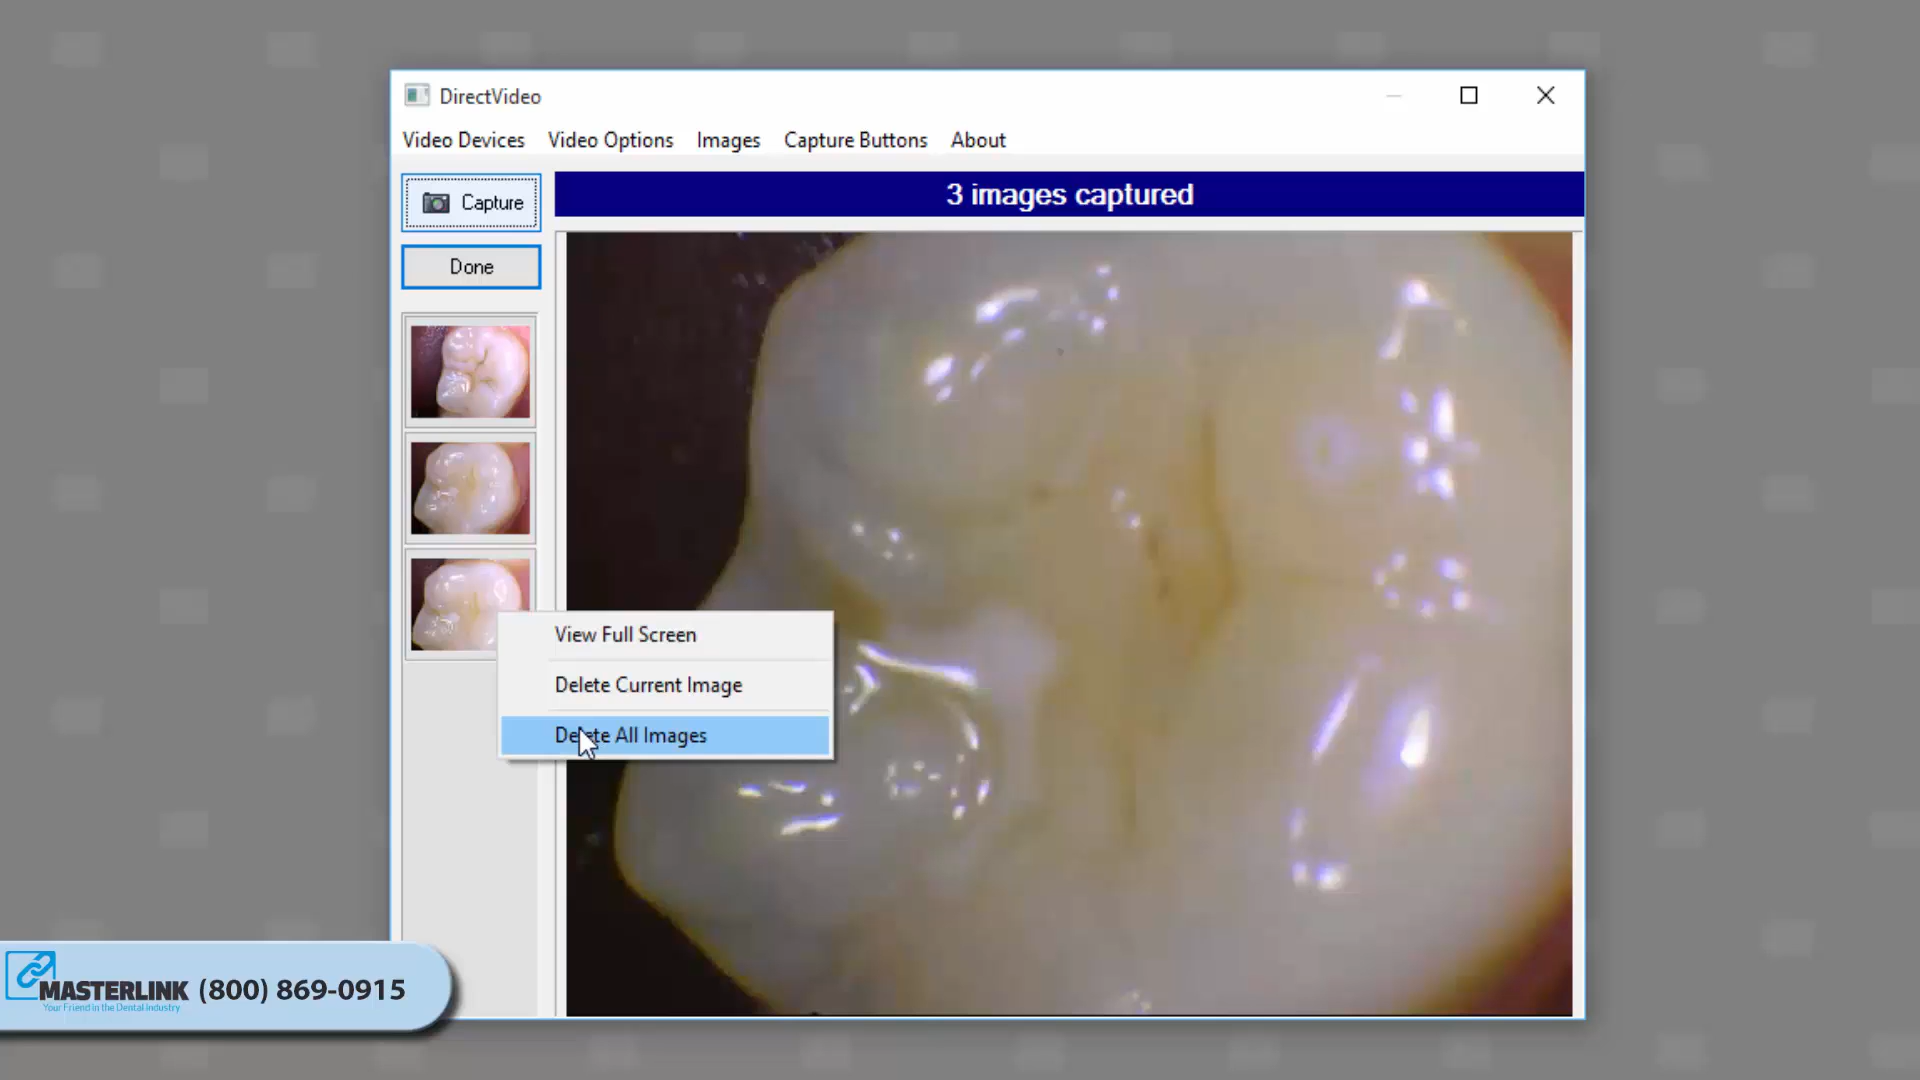 DirectVideo
Video Devices Video Options Images Capture Buttons About
Capture
3 images captured
Done
View Full Screen
Delete Current Image
Delete All Images
MASTERLINK (800) 869-0915
Your Friend in the Dental Industry